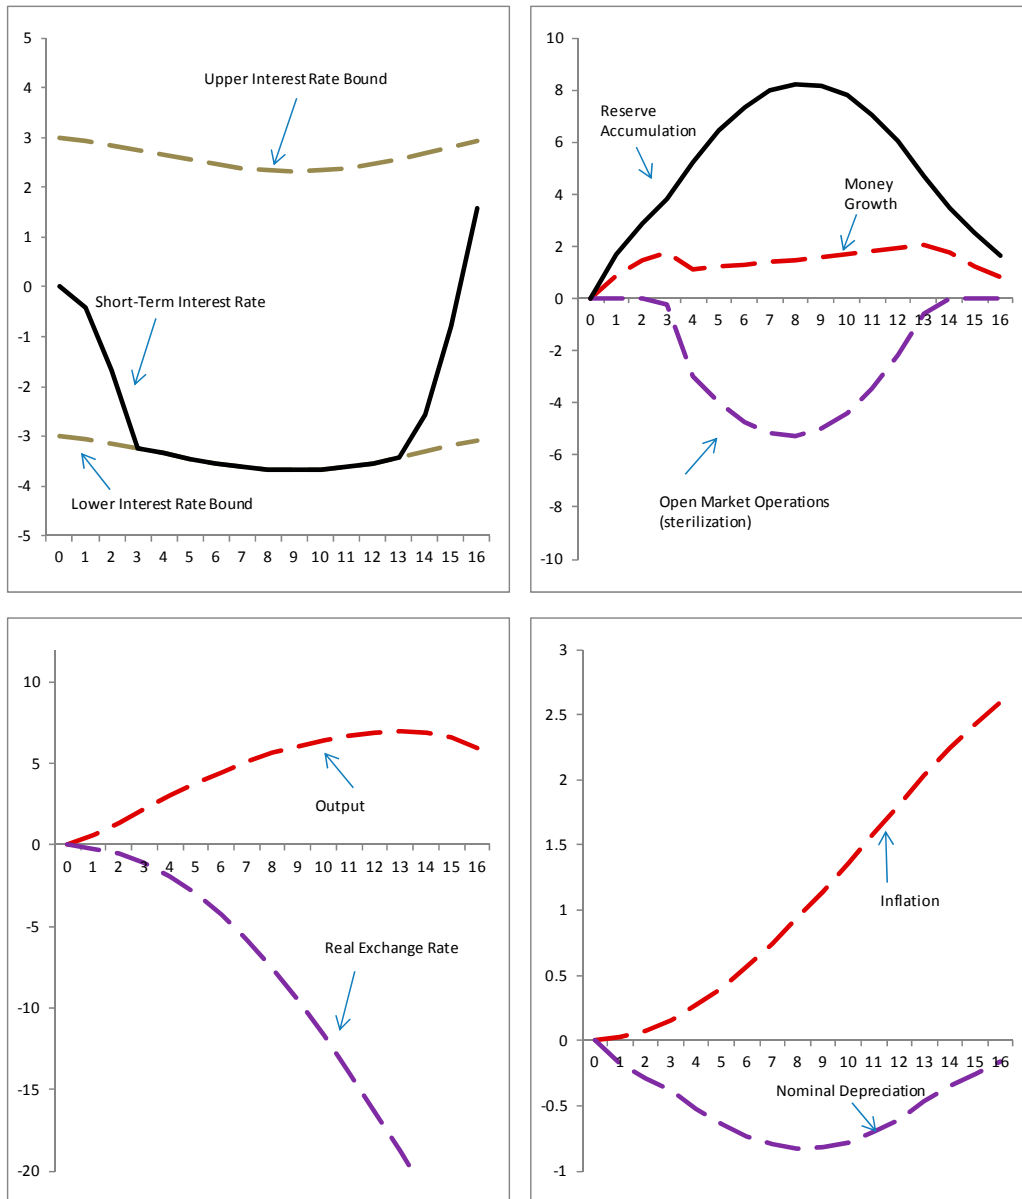 5
4
3
2
1
0
-1
-2
-3
-4
-5
0 1 2 3 4 5 6 7 8 9 10 11 12 13 14 15 16
Upper Interest Rate Bound
Short-Term Interest Rate
Lower Interest Rate Bound
10
8
6
4
2
0
-2
-4
-6
-8
-10
0 1 2 3 4 5 6 7 8 9 10 11 12 13 14 15 16
Reserve
Accumulation
Money
Growth
Open Market Operations
(sterilization)
10
5
0
-5
-10
-15
-20
0 1 2 3 4 5 6 7 8 9 10 11 12 13 14 15 16
Output
Real Exchange Rate
3
2.5
2
1.5
1
0.5
0
-0.5
-1
0 1 2 3 4 5 6 7 8 9 10 11 12 13 14 15 16
Inflation
Nominal Depreciation